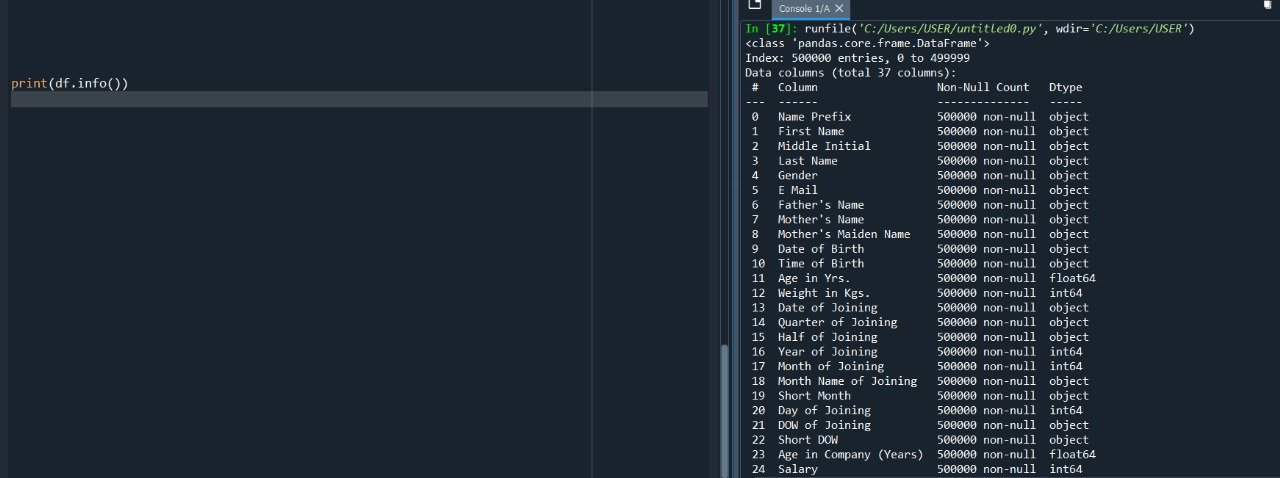 print(df.info())
Console 1/A
In [37]: runfile('C:/Users/USER/untitled0.py', wdir='C:/Users/USER')
<class 'pandas.core.frame.DataFrame'>
Index: 500000 entries, 0 to 499999
Data columns (total 37 columns):
 #   Column                  Non-Null Count   Dtype
---  ------                  --------------   -----
 0   Name Prefix             500000 non-null  object
 1   First Name              500000 non-null  object
 2   Middle Initial          500000 non-null  object
 3   Last Name               500000 non-null  object
 4   Gender                  500000 non-null  object
 5   E Mail                  500000 non-null  object
 6   Father's Name           500000 non-null  object
 7   Mother's Name           500000 non-null  object
 8   Mother's Maiden Name    500000 non-null  object
 9   Date of Birth           500000 non-null  object
 10  Time of Birth           500000 non-null  object
 11  Age in Yrs.             500000 non-null  float64
 12  Weight in Kgs.          500000 non-null  int64
 13  Date of Joining         500000 non-null  object
 14  Quarter of Joining      500000 non-null  object
 15  Half of Joining         500000 non-null  object
 16  Year of Joining         500000 non-null  int64
 17  Month of Joining        500000 non-null  int64
 18  Month Name of Joining   500000 non-null  object
 19  Short Month             500000 non-null  object
 20  Day of Joining          500000 non-null  int64
 21  DOW of Joining          500000 non-null  object
 22  Short DOW               500000 non-null  object
 23  Age in Company (Years)  500000 non-null  float64
 24  Salary                  500000 non-null  int64